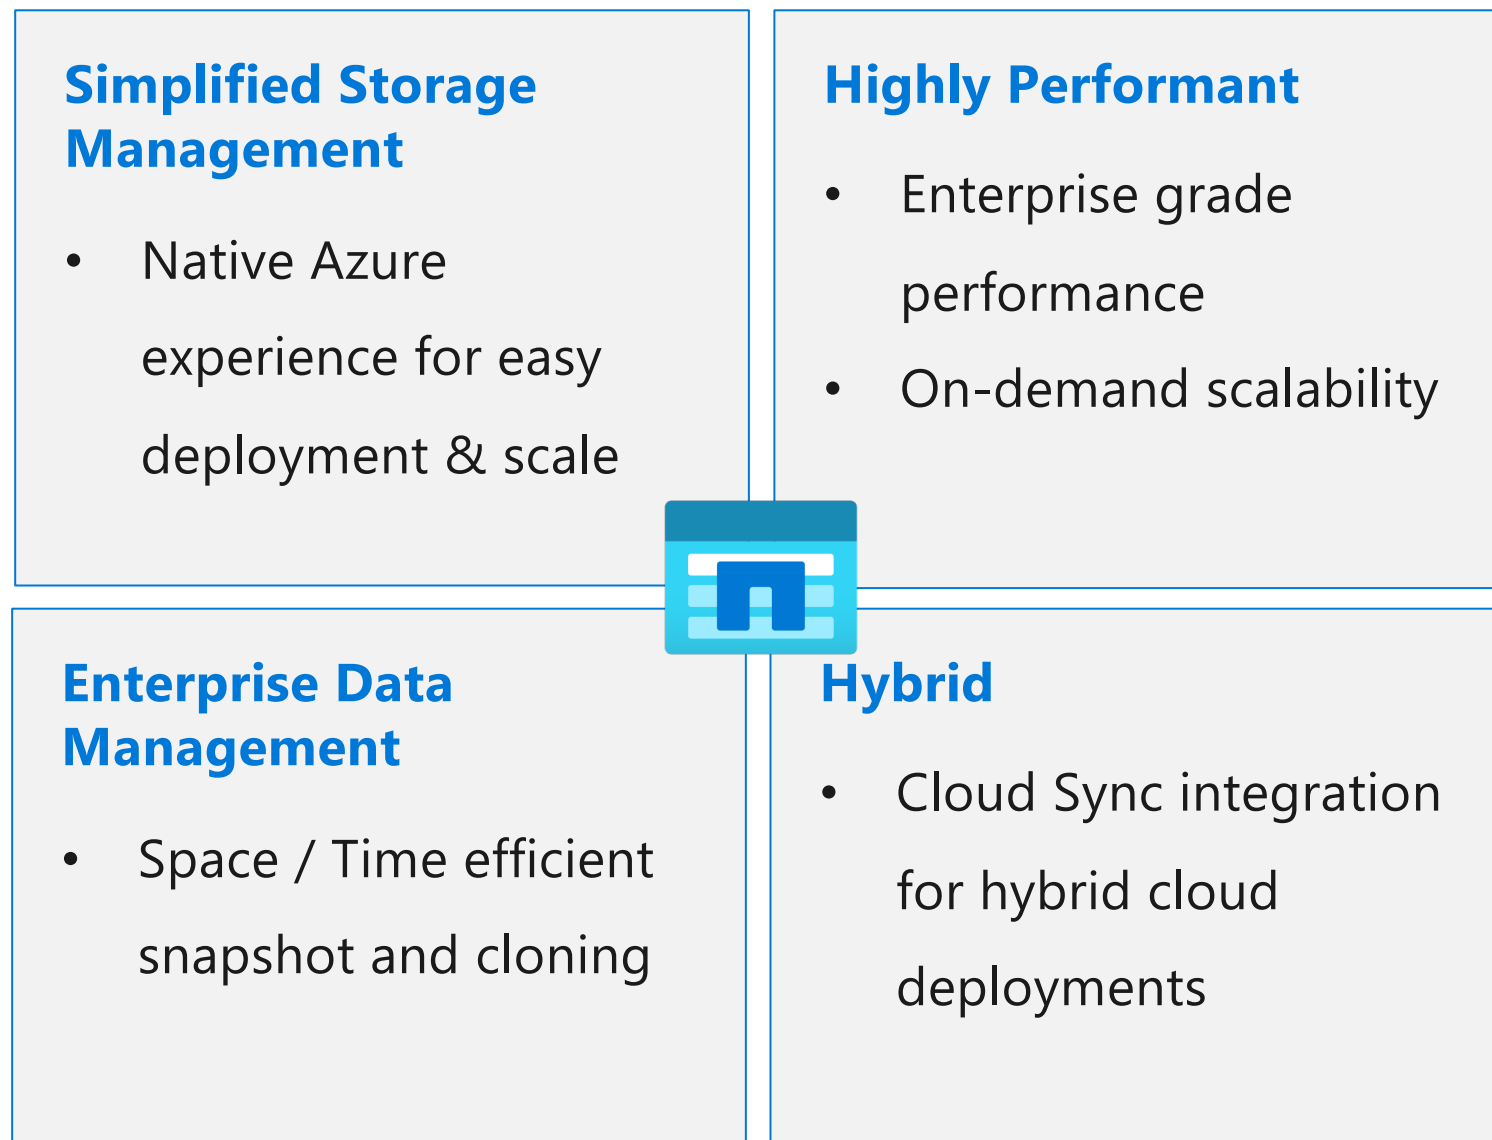 Simplified Storage
Management
• Native Azure
experience for easy
deployment & scale
Highly Performant
• Enterprise grade
performance
• On-demand scalability
Enterprise Data
Management
• Space / Time efficient
snapshot and cloning
Hybrid
• Cloud Sync integration
for hybrid cloud
deployments